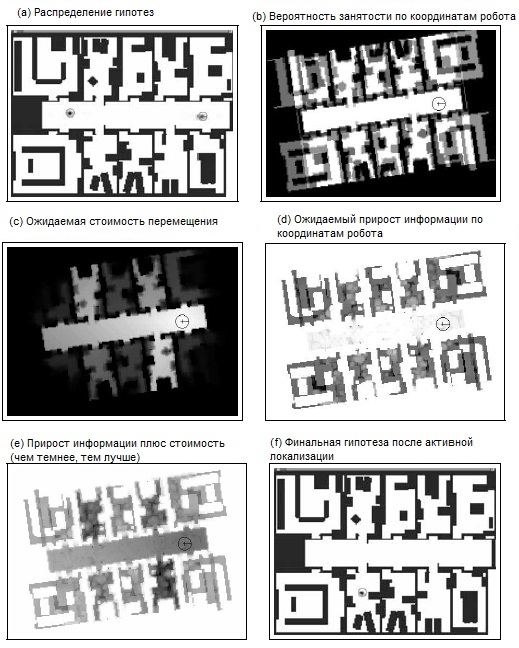 (a) Распределение гипотез
(b) Вероятность занятости по координатам робота
(c) Ожидаемая стоимость перемещения
(d) Ожидаемый прирост информации по
координатам робота
(e) Прирост информации плюс стоимость
(чем темнее, тем лучше)
(f) Финальная гипотеза после активной
локализации